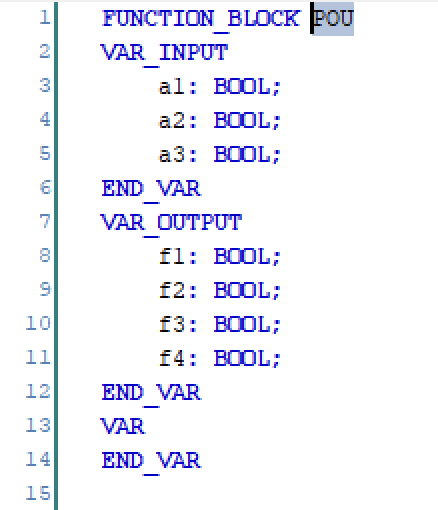 1 FUNCTION_BLOCK POU
2 VAR_INPUT
3 a1: BOOL;
4 a2: BOOL;
5 a3: BOOL;
6 END_VAR
7 VAR_OUTPUT
8 f1: BOOL;
9 f2: BOOL;
10 f3: BOOL;
11 f4: BOOL;
12 END_VAR
13 VAR
14 END_VAR
15